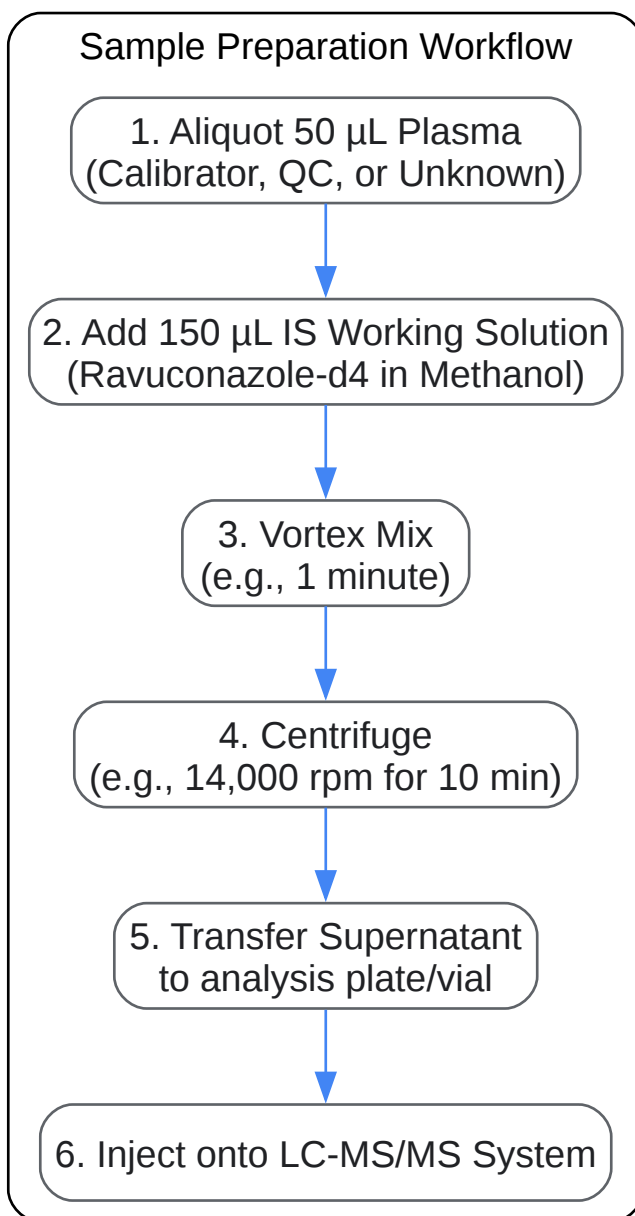 Sample Preparation Workflow
1. Aliquot 50 µL Plasma
(Calibrator, QC, or Unknown)
2. Add 150 µL IS Working Solution
(Ravuconazole-d4 in Methanol)
3. Vortex Mix
(e.g., 1 minute)
4. Centrifuge
(e.g., 14,000 rpm for 10 min)
5. Transfer Supernatant
to analysis plate/vial
6. Inject onto LC-MS/MS System